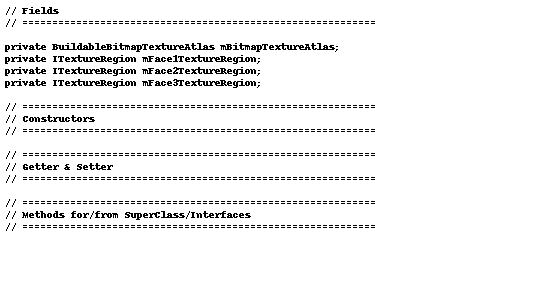 // Fields
// ===========================================================

private BuildableBitmapTextureAtlas mBitmapTextureAtlas;
private ITextureRegion mFace1TextureRegion;
private ITextureRegion mFace2TextureRegion;
private ITextureRegion mFace3TextureRegion;

// ===========================================================
// Constructors
// ===========================================================

// ===========================================================
// Getter & Setter
// ===========================================================

// ===========================================================
// Methods for/from SuperClass/Interfaces
// ===========================================================